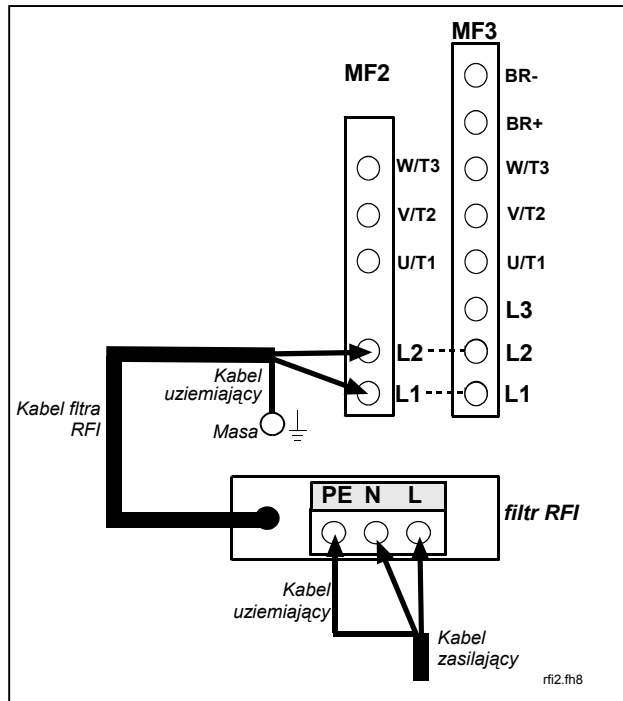 MF3
MF2
BR-
BR+
W/T3
W/T3
V/T2
V/T2
U/T1
U/T1
L3
L2
L2
L1
L1
Kabel
uziemiający
Masa
Kabel fltra
RFI
PE N L
filtr RFI
Kabel
uziemiający
Kabel
zasilający
rfi2.fh8